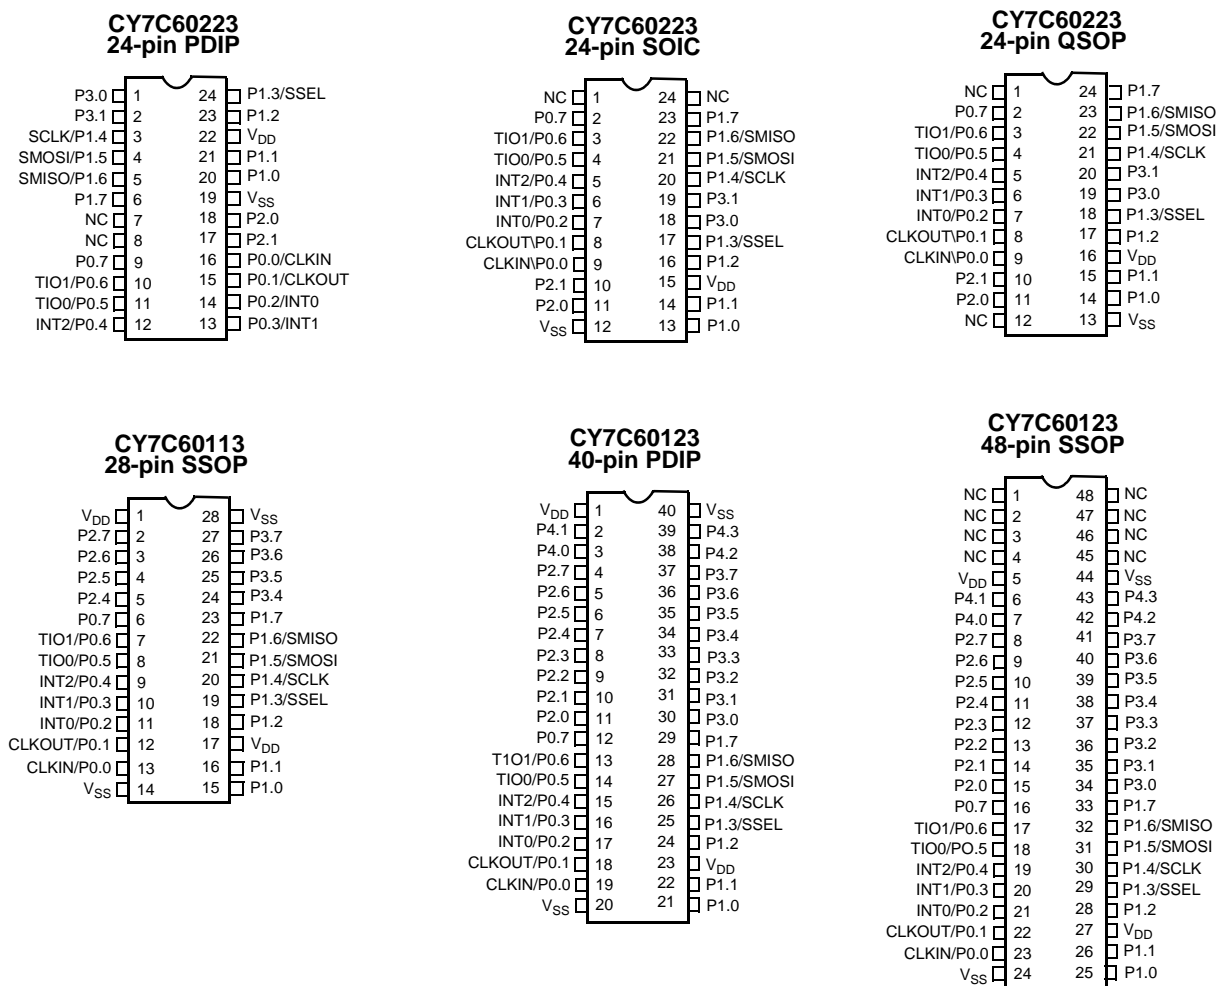 CY7C60223
24-pin PDIP
P3.0 1 24 P1.3/SSEL
P3.1 2 23 P1.2
SCLK/P1.4 3 22 VDD
SMOSI/P1.5 4 21 P1.1
SMISO/P1.6 5 20 P1.0
P1.7 6 19 VSS
NC 7 18 P2.0
NC 8 17 P2.1
P0.7 9 16 P0.0/CLKIN
TIO1/P0.6 10 15 P0.1/CLKOUT
TIO0/P0.5 11 14 P0.2/INT0
INT2/P0.4 12 13 P0.3/INT1
CY7C60223
24-pin SOIC
NC 1 24 NC
P0.7 2 23 P1.7
TIO1/P0.6 3 22 P1.6/SMISO
TIO0/P0.5 4 21 P1.5/SMOSI
INT2/P0.4 5 20 P1.4/SCLK
INT1/P0.3 6 19 P3.1
INT0/P0.2 7 18 P3.0
CLKOUT\P0.1 8 17 P1.3/SSEL
CLKIN\P0.0 9 16 P1.2
P2.1 10 15 VDD
P2.0 11 14 P1.1
VSS 12 13 P1.0
CY7C60223
24-pin QSOP
NC 1 24 P1.7
P0.7 2 23 P1.6/SMISO
TIO1/P0.6 3 22 P1.5/SMOSI
TIO0/P0.5 4 21 P1.4/SCLK
INT2/P0.4 5 20 P3.1
INT1/P0.3 6 19 P3.0
INT0/P0.2 7 18 P1.3/SSEL
CLKOUT\P0.1 8 17 P1.2
CLKIN\P0.0 9 16 VDD
P2.1 10 15 P1.1
P2.0 11 14 P1.0
NC 12 13 VSS
CY7C60113
28-pin SSOP
VDD 1 28 VSS
P2.7 2 27 P3.7
P2.6 3 26 P3.6
P2.5 4 25 P3.5
P2.4 5 24 P3.4
P0.7 6 23 P1.7
TIO1/P0.6 7 22 P1.6/SMISO
TIO0/P0.5 8 21 P1.5/SMOSI
INT2/P0.4 9 20 P1.4/SCLK
INT1/P0.3 10 19 P1.3/SSEL
INT0/P0.2 11 18 P1.2
CLKOUT/P0.1 12 17 VDD
CLKIN/P0.0 13 16 P1.1
VSS 14 15 P1.0
CY7C60123
40-pin PDIP
VDD 1 40 VSS
P4.1 2 39 P4.3
P4.0 3 38 P4.2
P2.7 4 37 P3.7
P2.6 5 36 P3.6
P2.5 6 35 P3.5
P2.4 7 34 P3.4
P2.3 8 33 P3.3
P2.2 9 32 P3.2
P2.1 10 31 P3.1
P2.0 11 30 P3.0
P0.7 12 29 P1.7
T1O1/P0.6 13 28 P1.6/SMISO
TIO0/P0.5 14 27 P1.5/SMOSI
INT2/P0.4 15 26 P1.4/SCLK
INT1/P0.3 16 25 P1.3/SSEL
INT0/P0.2 17 24 P1.2
CLKOUT/P0.1 18 23 VDD
CLKIN/P0.0 19 22 P1.1
VSS 20 21 P1.0
CY7C60123
48-pin SSOP
NC 1 48 NC
NC 2 47 NC
NC 3 46 NC
NC 4 45 NC
VDD 5 44 VSS
P4.1 6 43 P4.3
P4.0 7 42 P4.2
P2.7 8 41 P3.7
P2.6 9 40 P3.6
P2.5 10 39 P3.5
P2.4 11 38 P3.4
P2.3 12 37 P3.3
P2.2 13 36 P3.2
P2.1 14 35 P3.1
P2.0 15 34 P3.0
P0.7 16 33 P1.7
TIO1/P0.6 17 32 P1.6/SMISO
TIO0/PO.5 18 31 P1.5/SMOSI
INT2/P0.4 19 30 P1.4/SCLK
INT1/P0.3 20 29 P1.3/SSEL
INT0/P0.2 21 28 P1.2
CLKOUT/P0.1 22 27 VDD
CLKIN/P0.0 23 26 P1.1
VSS 24 25 P1.0